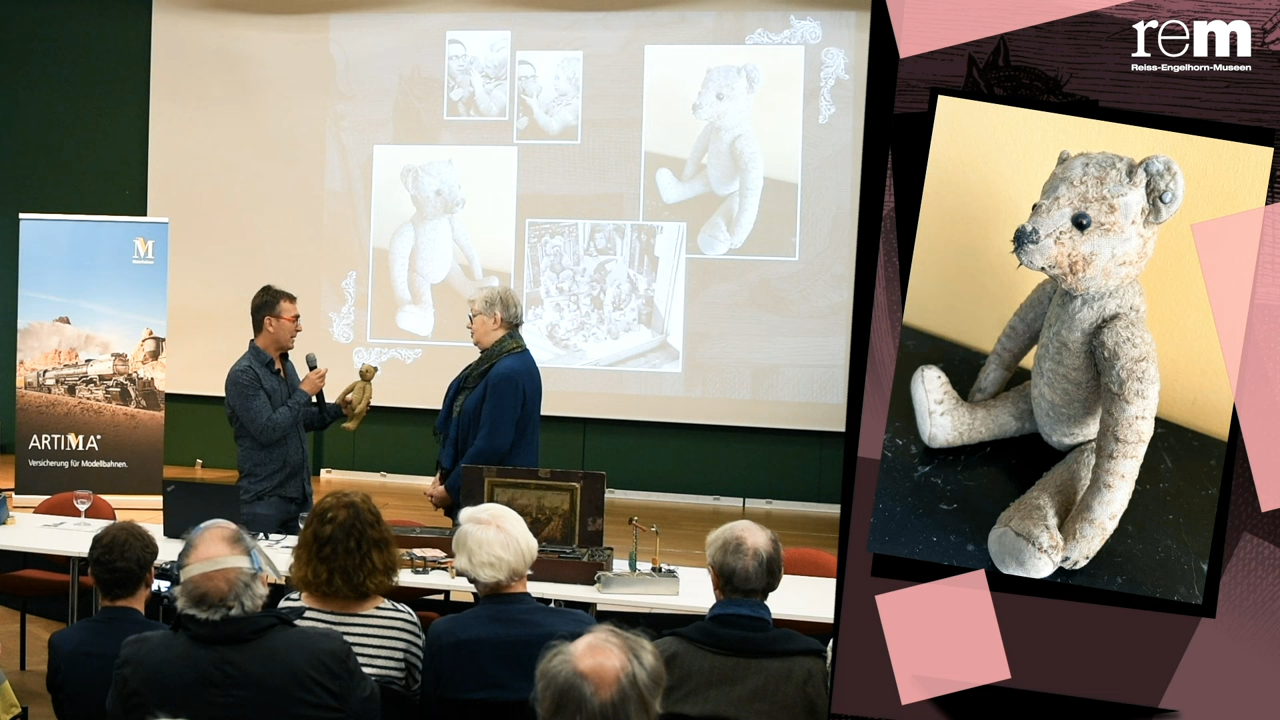 rem
Reiss-Engelhorn-Museen
M
ARTIMA®
Versicherung für Modellbahnen.